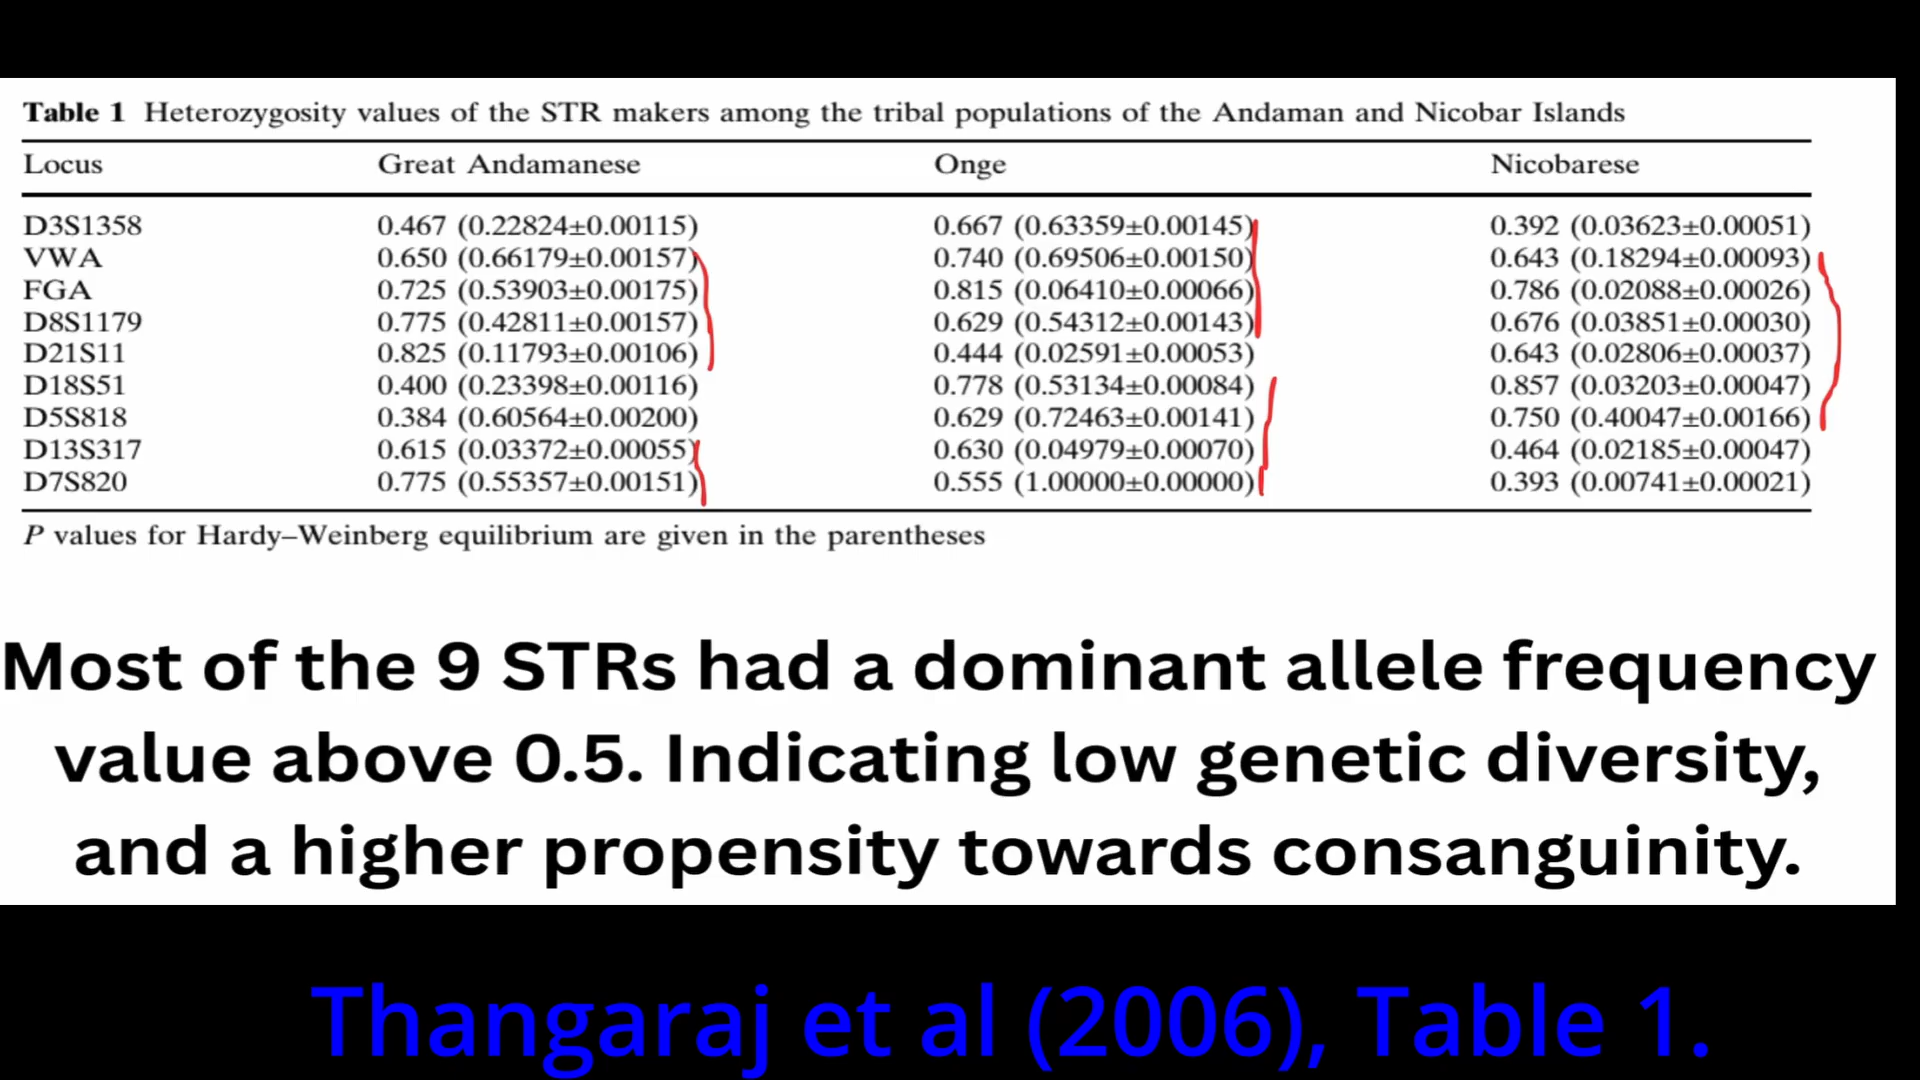 Table 1 Heterozygosity values of the STR makers among the tribal populations of the Andaman and Nicobar Islands
Locus Great Andamanese Onge Nicobarese
D3S1358 0.467 (0.22824±0.00115) 0.667 (0.63359±0.00145) 0.392 (0.03623±0.00051)
VWA 0.650 (0.66179±0.00157) 0.740 (0.69506±0.00150) 0.643 (0.18294±0.00093)
FGA 0.725 (0.53903±0.00175) 0.815 (0.06410±0.00066) 0.786 (0.02088±0.00026)
D8S1179 0.775 (0.42811±0.00157) 0.629 (0.54312±0.00143) 0.676 (0.03851±0.00030)
D21S11 0.825 (0.11793±0.00106) 0.444 (0.02591±0.00053) 0.643 (0.02806±0.00037)
D18S51 0.400 (0.23398±0.00116) 0.778 (0.53134±0.00084) 0.857 (0.03203±0.00047)
D5S818 0.384 (0.60564±0.00200) 0.629 (0.72463±0.00141) 0.750 (0.40047±0.00166)
D13S317 0.615 (0.03372±0.00055) 0.630 (0.04979±0.00070) 0.464 (0.02185±0.00047)
D7S820 0.775 (0.55357±0.00151) 0.555 (1.00000±0.00000) 0.393 (0.00741±0.00021)
P values for Hardy–Weinberg equilibrium are given in the parentheses
Most of the 9 STRs had a dominant allele frequency
value above 0.5. Indicating low genetic diversity,
and a higher propensity towards consanguinity.
Thangaraj et al (2006), Table 1.